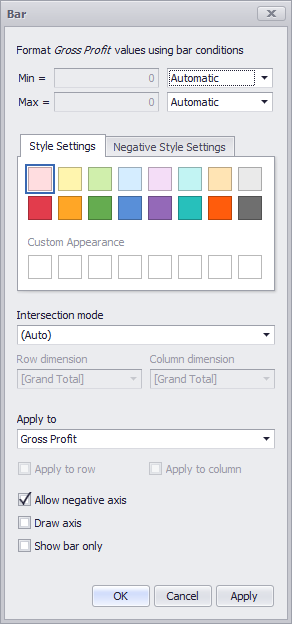 Bar
Format Gross Profit values using bar conditions
Min = 0 Automatic
Max = 0 Automatic
Style Settings Negative Style Settings
Custom Appearance
Intersection mode
(Auto)
Row dimension Column dimension
[Grand Total] [Grand Total]
Apply to
Gross Profit
Apply to row Apply to column
Allow negative axis
Draw axis
Show bar only
OK Cancel Apply